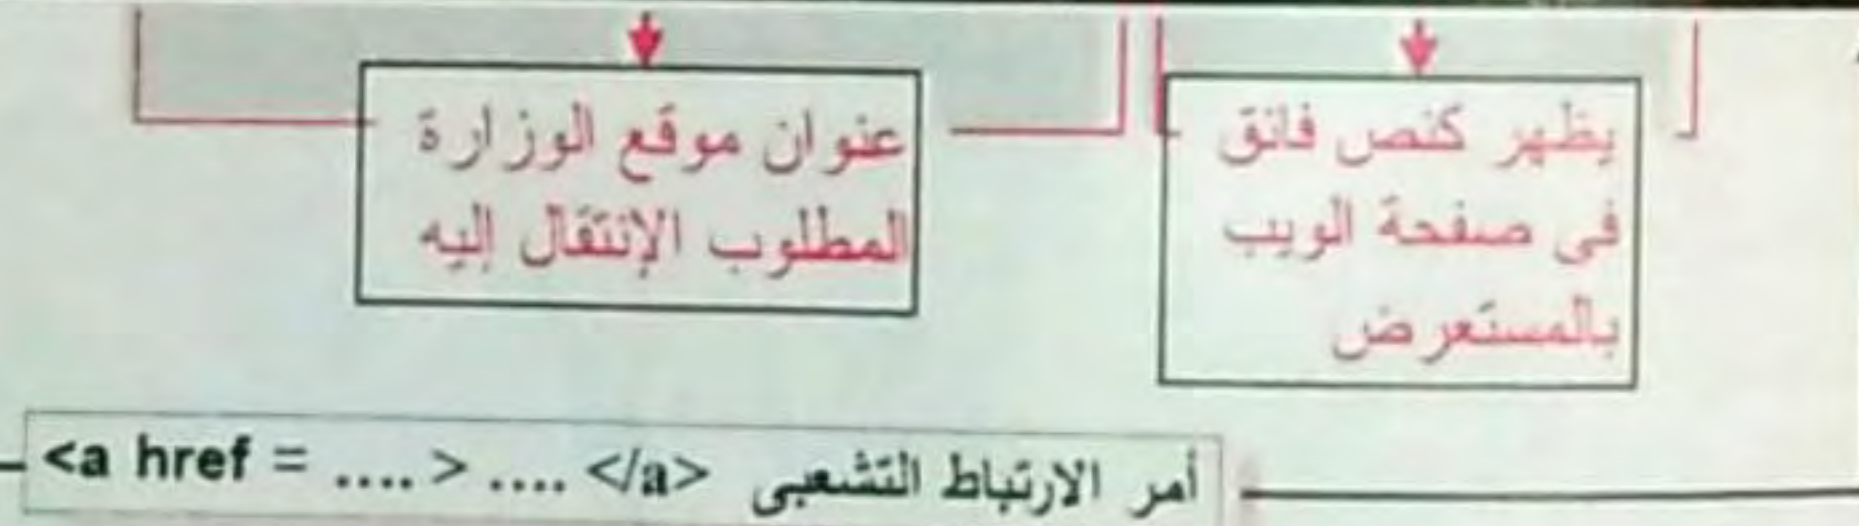 يظهر كنص فائق
فى صفحة الويب
بالمستعرض
عنوان موقع الوزارة
المطلوب الإنتقال إليه
أمر الارتباط التشعبى <a href = ....> .... </a>